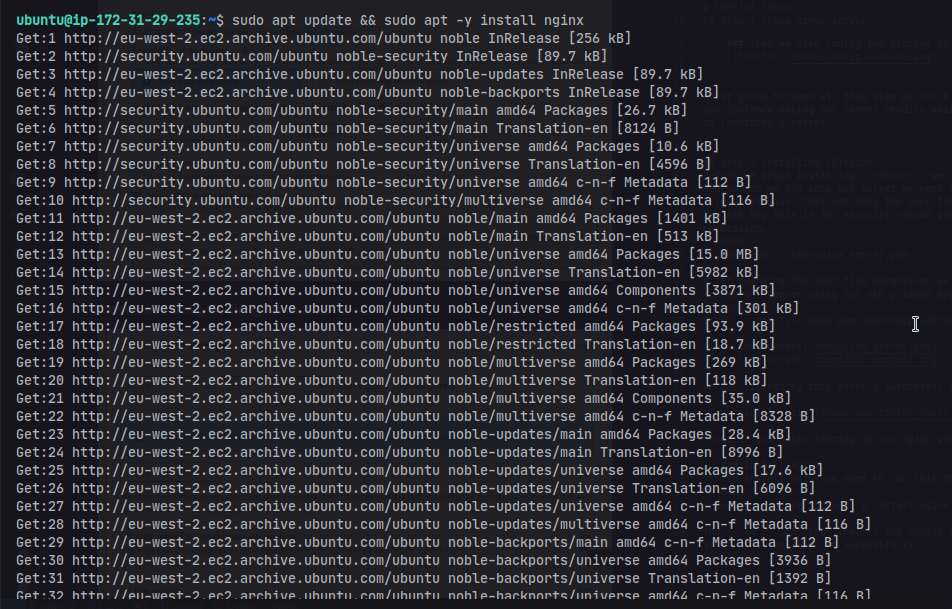 ubuntu@ip-172-31-29-235:~$ sudo apt update && sudo apt -y install nginx
Get:1 http://eu-west-2.ec2.archive.ubuntu.com/ubuntu noble InRelease [256 kB]
Get:2 http://security.ubuntu.com/ubuntu noble-security InRelease [89.7 kB]
Get:3 http://eu-west-2.ec2.archive.ubuntu.com/ubuntu noble-updates InRelease [89.7 kB]
Get:4 http://eu-west-2.ec2.archive.ubuntu.com/ubuntu noble-backports InRelease [89.7 kB]
Get:5 http://security.ubuntu.com/ubuntu noble-security/main amd64 Packages [26.7 kB]
Get:6 http://security.ubuntu.com/ubuntu noble-security/main Translation-en [8124 B]
Get:7 http://security.ubuntu.com/ubuntu noble-security/universe amd64 Packages [10.6 kB]
Get:8 http://security.ubuntu.com/ubuntu noble-security/universe Translation-en [4596 B]
Get:9 http://security.ubuntu.com/ubuntu noble-security/universe amd64 c-n-f Metadata [112 B]
Get:10 http://security.ubuntu.com/ubuntu noble-security/multiverse amd64 c-n-f Metadata [116 B]
Get:11 http://eu-west-2.ec2.archive.ubuntu.com/ubuntu noble/main amd64 Packages [1401 kB]
Get:12 http://eu-west-2.ec2.archive.ubuntu.com/ubuntu noble/main Translation-en [513 kB]
Get:13 http://eu-west-2.ec2.archive.ubuntu.com/ubuntu noble/universe amd64 Packages [15.0 MB]
Get:14 http://eu-west-2.ec2.archive.ubuntu.com/ubuntu noble/universe Translation-en [5982 kB]
Get:15 http://eu-west-2.ec2.archive.ubuntu.com/ubuntu noble/universe amd64 Components [3871 kB]
Get:16 http://eu-west-2.ec2.archive.ubuntu.com/ubuntu noble/universe amd64 c-n-f Metadata [301 kB]
Get:17 http://eu-west-2.ec2.archive.ubuntu.com/ubuntu noble/restricted amd64 Packages [93.9 kB]
Get:18 http://eu-west-2.ec2.archive.ubuntu.com/ubuntu noble/restricted Translation-en [18.7 kB]
Get:19 http://eu-west-2.ec2.archive.ubuntu.com/ubuntu noble/multiverse amd64 Packages [269 kB]
Get:20 http://eu-west-2.ec2.archive.ubuntu.com/ubuntu noble/multiverse Translation-en [118 kB]
Get:21 http://eu-west-2.ec2.archive.ubuntu.com/ubuntu noble/multiverse amd64 Components [35.0 kB]
Get:22 http://eu-west-2.ec2.archive.ubuntu.com/ubuntu noble/multiverse amd64 c-n-f Metadata [8328 B]
Get:23 http://eu-west-2.ec2.archive.ubuntu.com/ubuntu noble-updates/main amd64 Packages [28.4 kB]
Get:24 http://eu-west-2.ec2.archive.ubuntu.com/ubuntu noble-updates/main Translation-en [8996 B]
Get:25 http://eu-west-2.ec2.archive.ubuntu.com/ubuntu noble-updates/universe amd64 Packages [17.6 kB]
Get:26 http://eu-west-2.ec2.archive.ubuntu.com/ubuntu noble-updates/universe Translation-en [6096 B]
Get:27 http://eu-west-2.ec2.archive.ubuntu.com/ubuntu noble-updates/universe amd64 c-n-f Metadata [112 B]
Get:28 http://eu-west-2.ec2.archive.ubuntu.com/ubuntu noble-updates/multiverse amd64 c-n-f Metadata [116 B]
Get:29 http://eu-west-2.ec2.archive.ubuntu.com/ubuntu noble-backports/main amd64 c-n-f Metadata [112 B]
Get:30 http://eu-west-2.ec2.archive.ubuntu.com/ubuntu noble-backports/universe amd64 Packages [3936 B]
Get:31 http://eu-west-2.ec2.archive.ubuntu.com/ubuntu noble-backports/universe Translation-en [1392 B]
Get:32 http://eu-west-2.ec2.archive.ubuntu.com/ubuntu noble-backports/multiverse amd64 c-n-f Metadata [116 B]